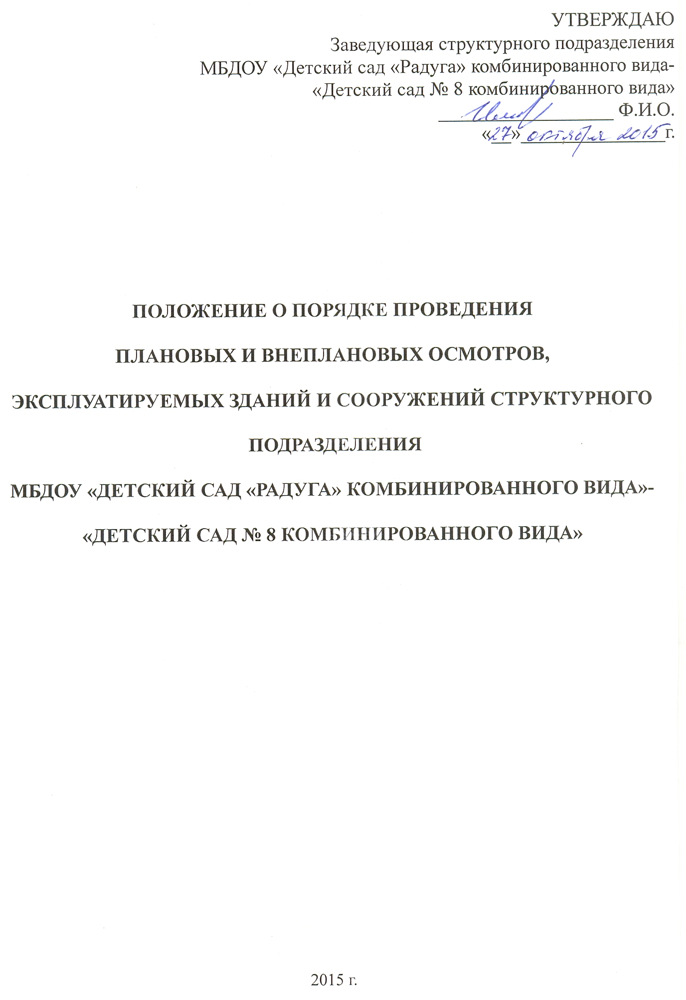 УТВЕРЖДАЮ
Заведующая структурного подразделения
МБДОУ «Детский сад «Радуга» комбинированного вида-
«Детский сад № 8 комбинированного вида»
Ф.И.О.
«27» октября 2015 г.
ПОЛОЖЕНИЕ О ПОРЯДКЕ ПРОВЕДЕНИЯ
ПЛАНОВЫХ И ВНЕПЛАНОВЫХ ОСМОТРОВ,
ЭКСПЛУАТИРУЕМЫХ ЗДАНИЙ И СООРУЖЕНИЙ СТРУКТУРНОГО
ПОДРАЗДЕЛЕНИЯ
МБДОУ «ДЕТСКИЙ САД «РАДУГА» КОМБИНИРОВАННОГО ВИДА»-
«ДЕТСКИЙ САД № 8 КОМБИНИРОВАННОГО ВИДА»
2015 г.